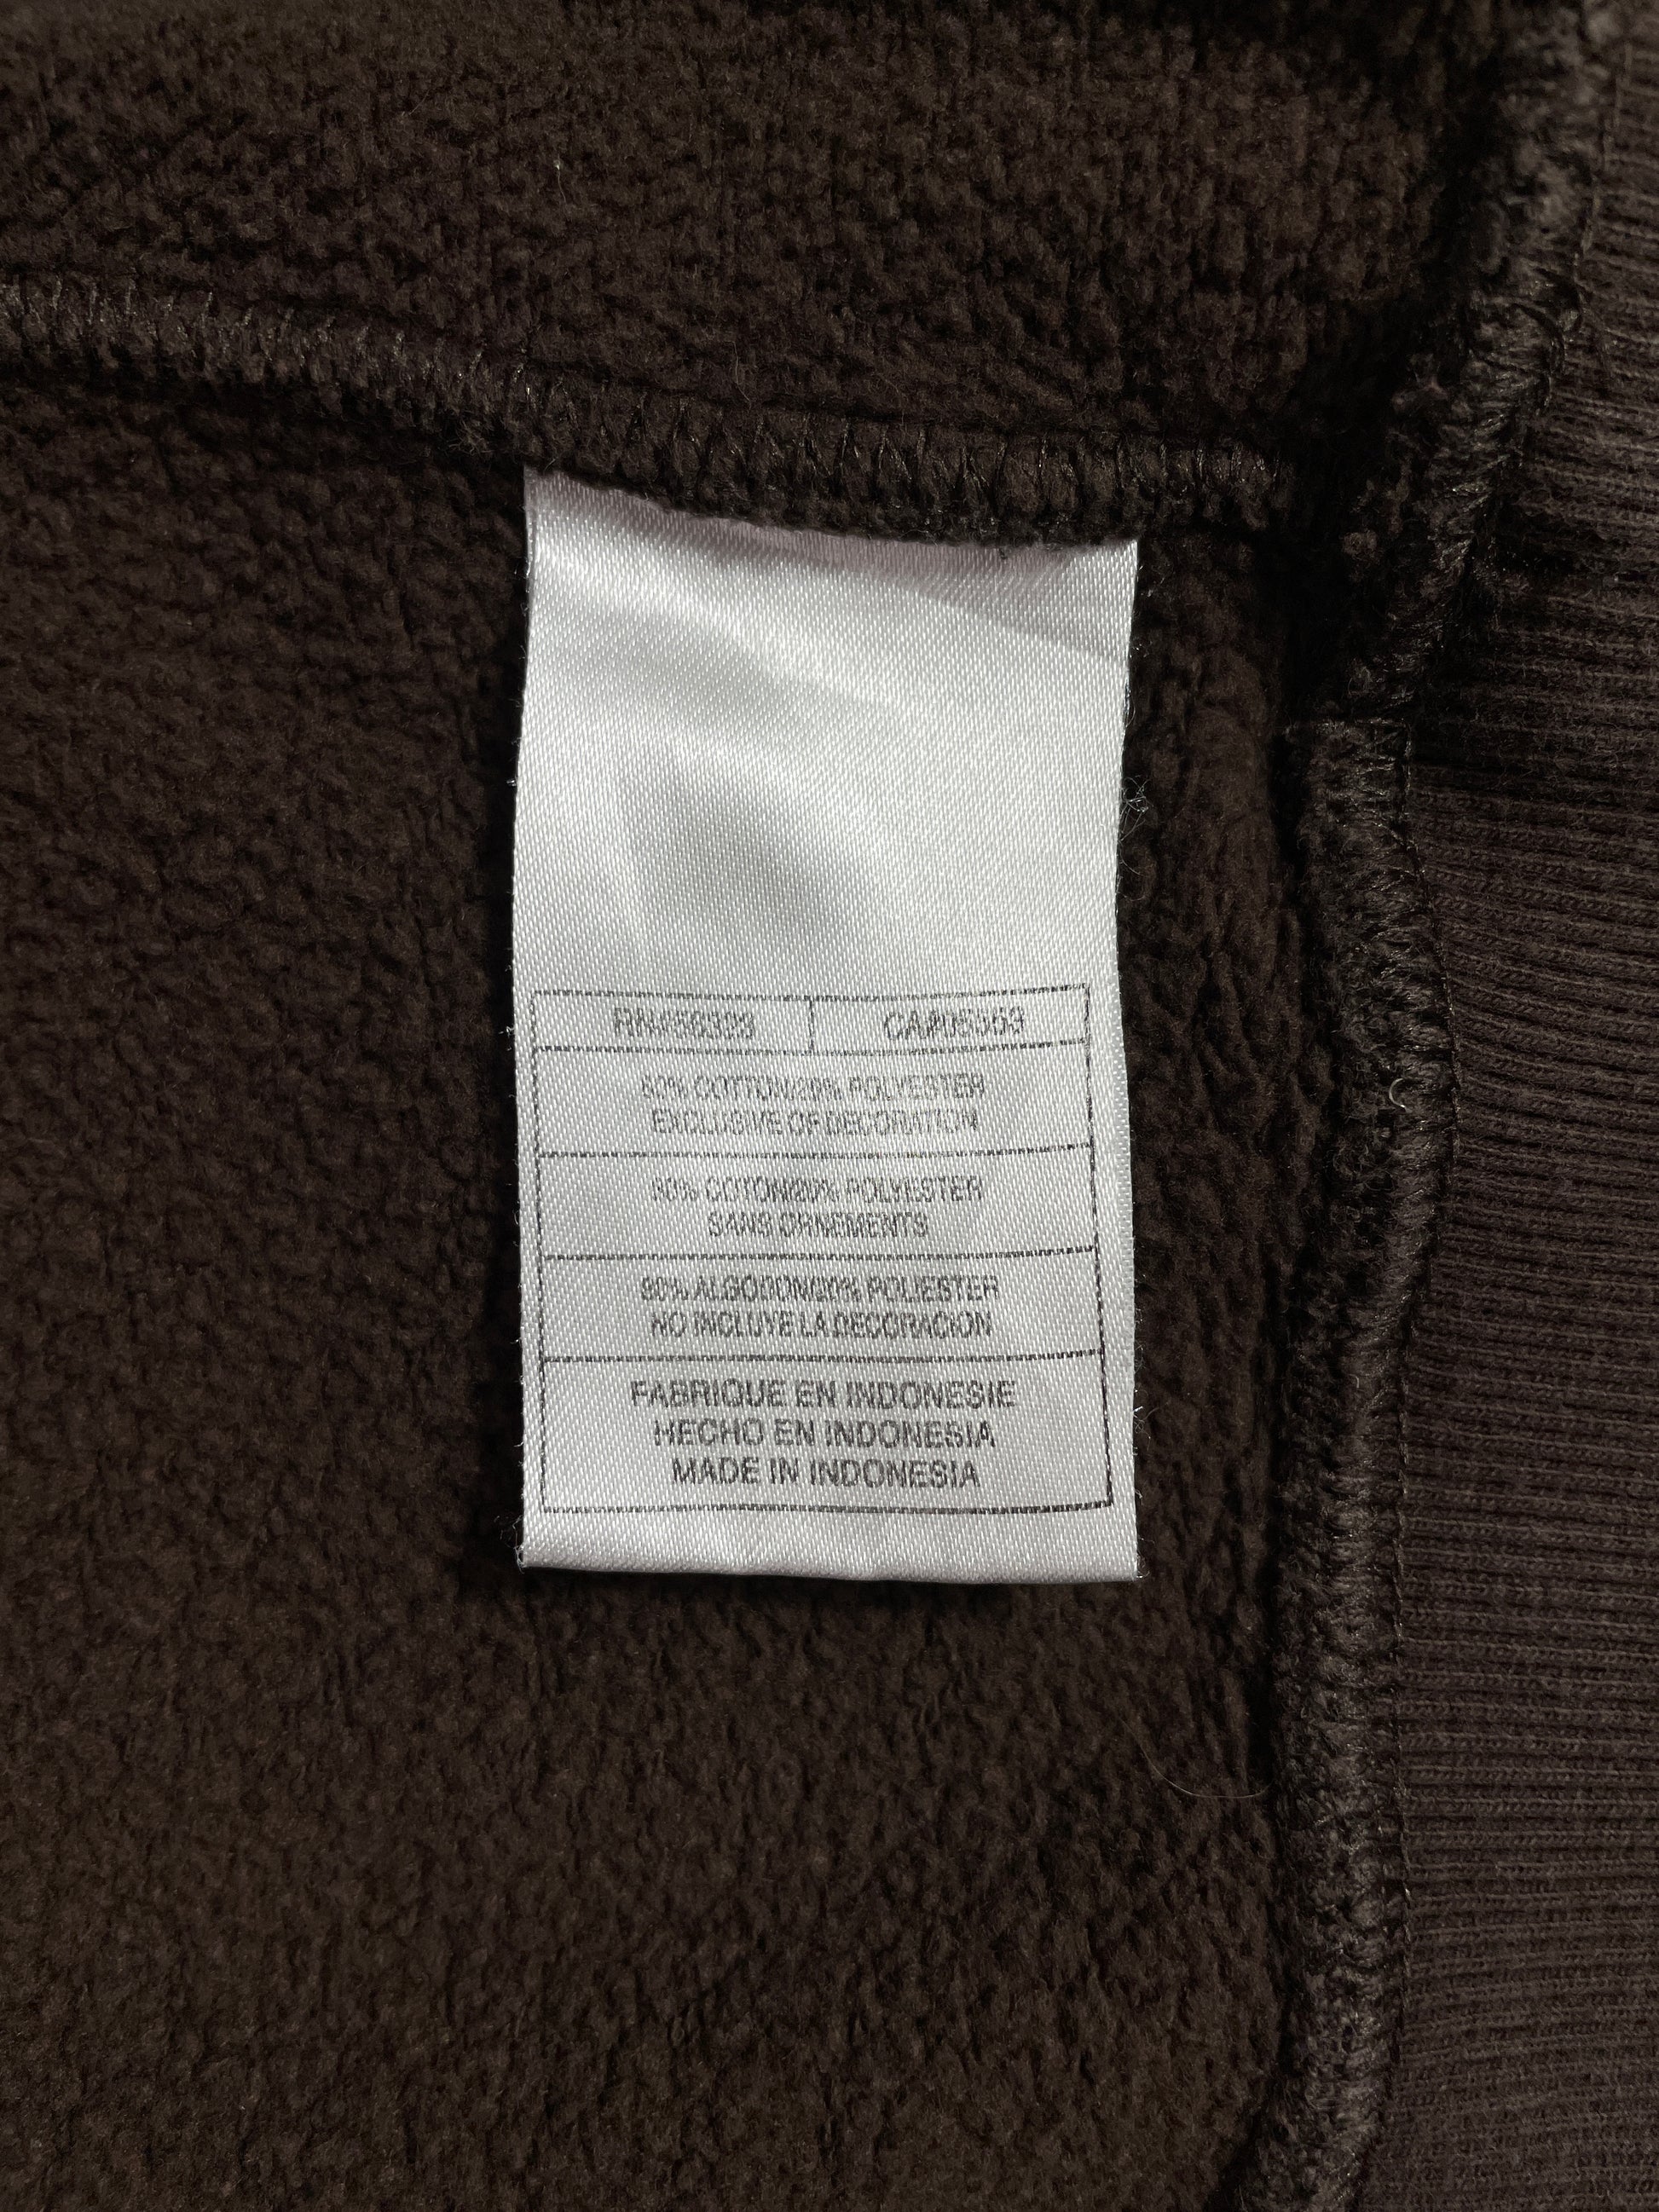 RN#56323 CA#05553
80% COTTON/20% POLYESTER
EXCLUSIVE OF DECORATION
80% COTON/20% POLYESTER
SANS ORNEMENTS
80% ALGODON/20% POLIESTER
NO INCLUYE LA DECORACION
FABRIQUE EN INDONESIE
HECHO EN INDONESIA
MADE IN INDONESIA